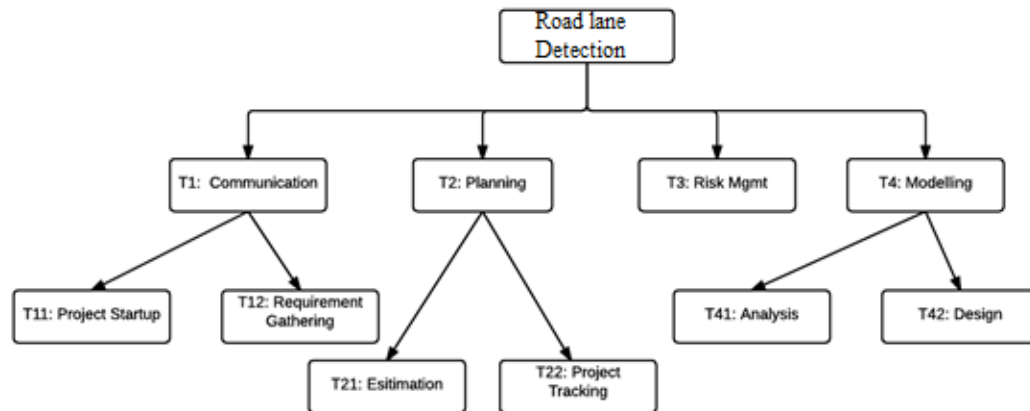 Road lane
Detection
T1:  Communication
T2: Planning
T3: Risk Mgmt
T4: Modelling
T11: Project Startup
T12: Requirement
Gathering
T41: Analysis
T42: Design
T21: Esitimation
T22: Project
Tracking